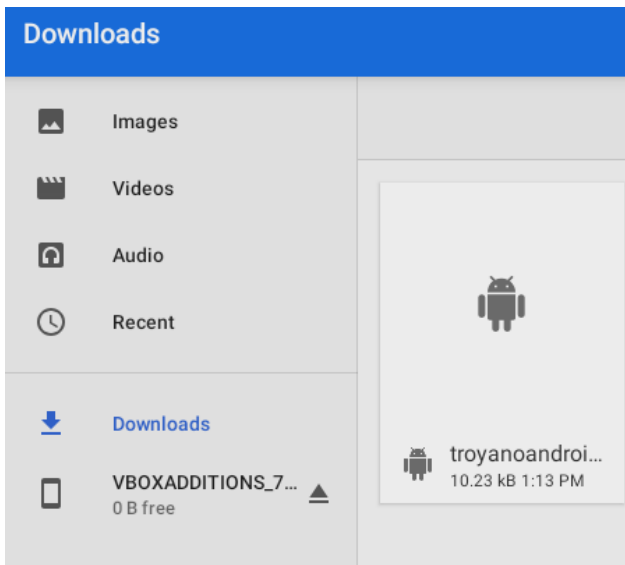 Downloads
Images
Videos
Audio
Recent
Downloads
VBOXADDITIONS_7...
0 B free
troyanoandroi...
10.23 kB 1:13 PM